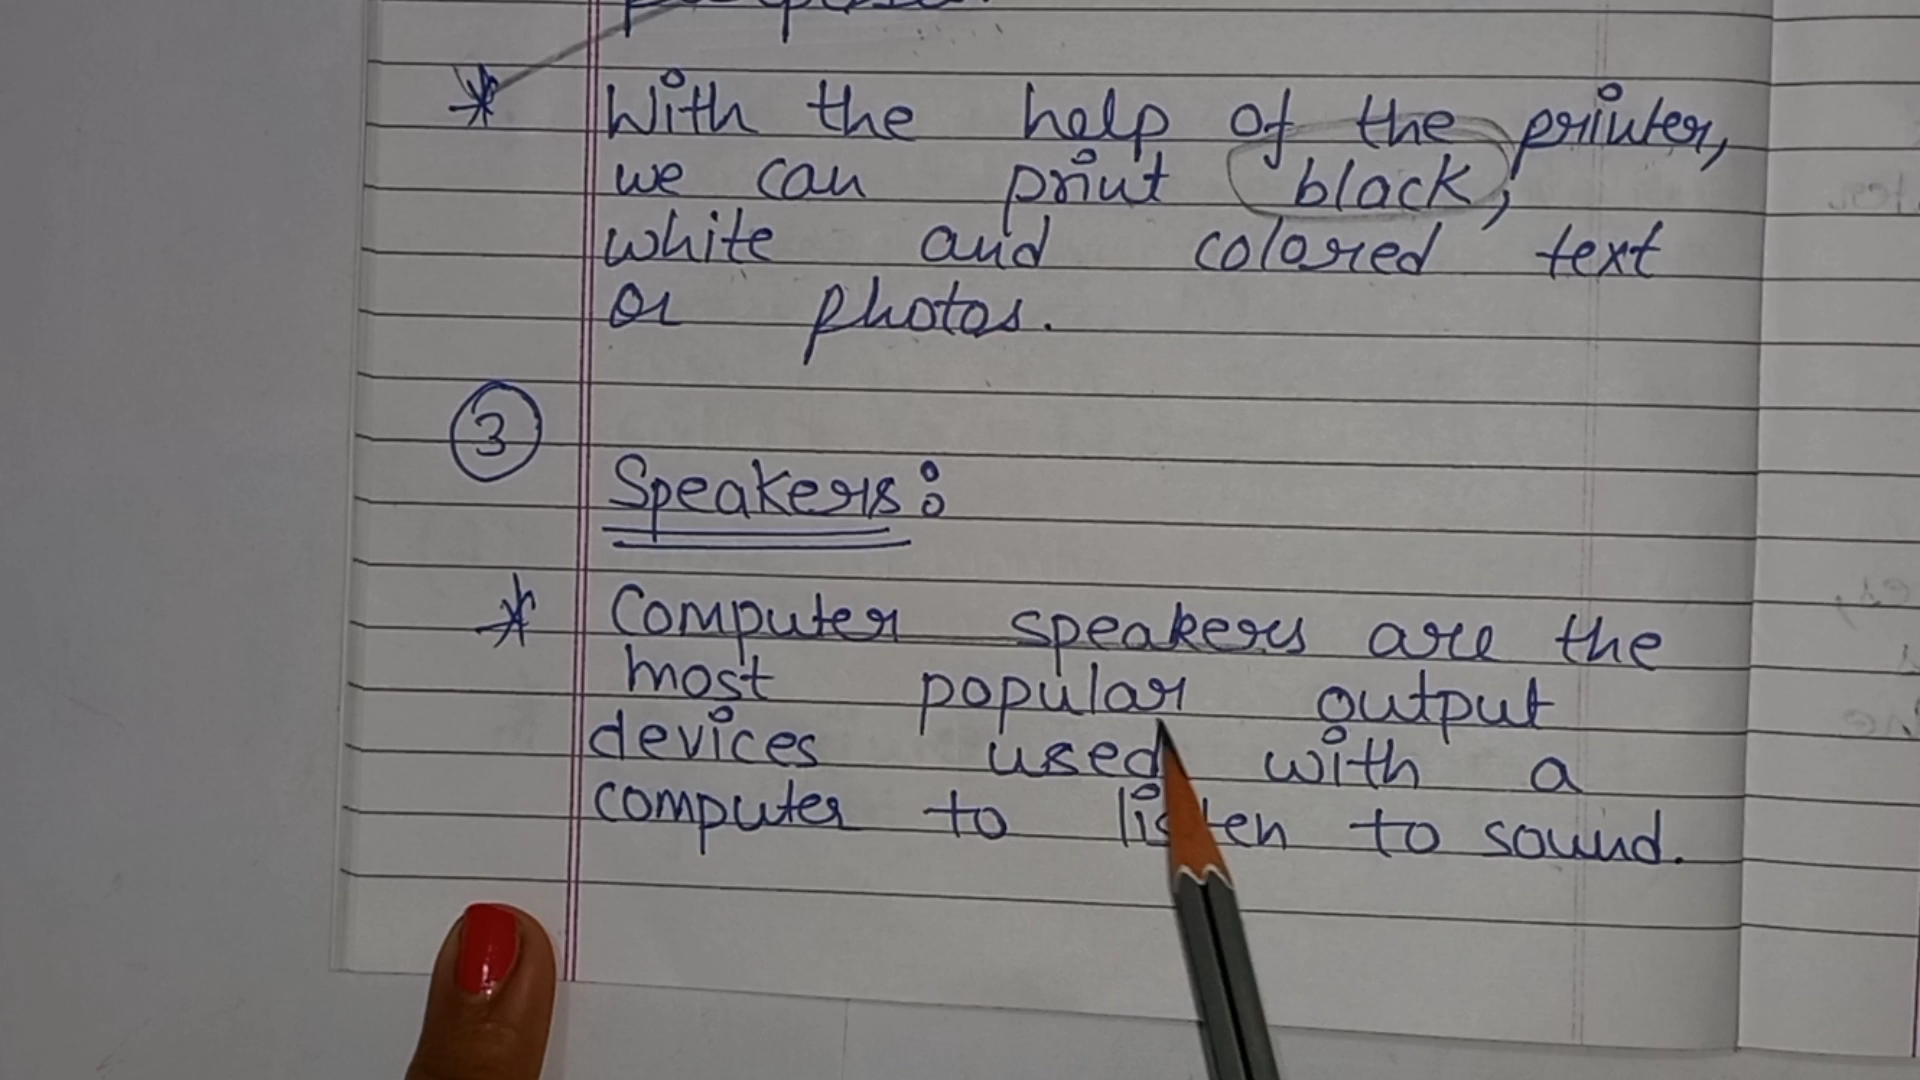 * With the help of the printer,
we can print black,
white and colored text
or photos.
3
Speakers:
* Computer speakers are the
most popular output
devices used with a
computer to listen to sound.